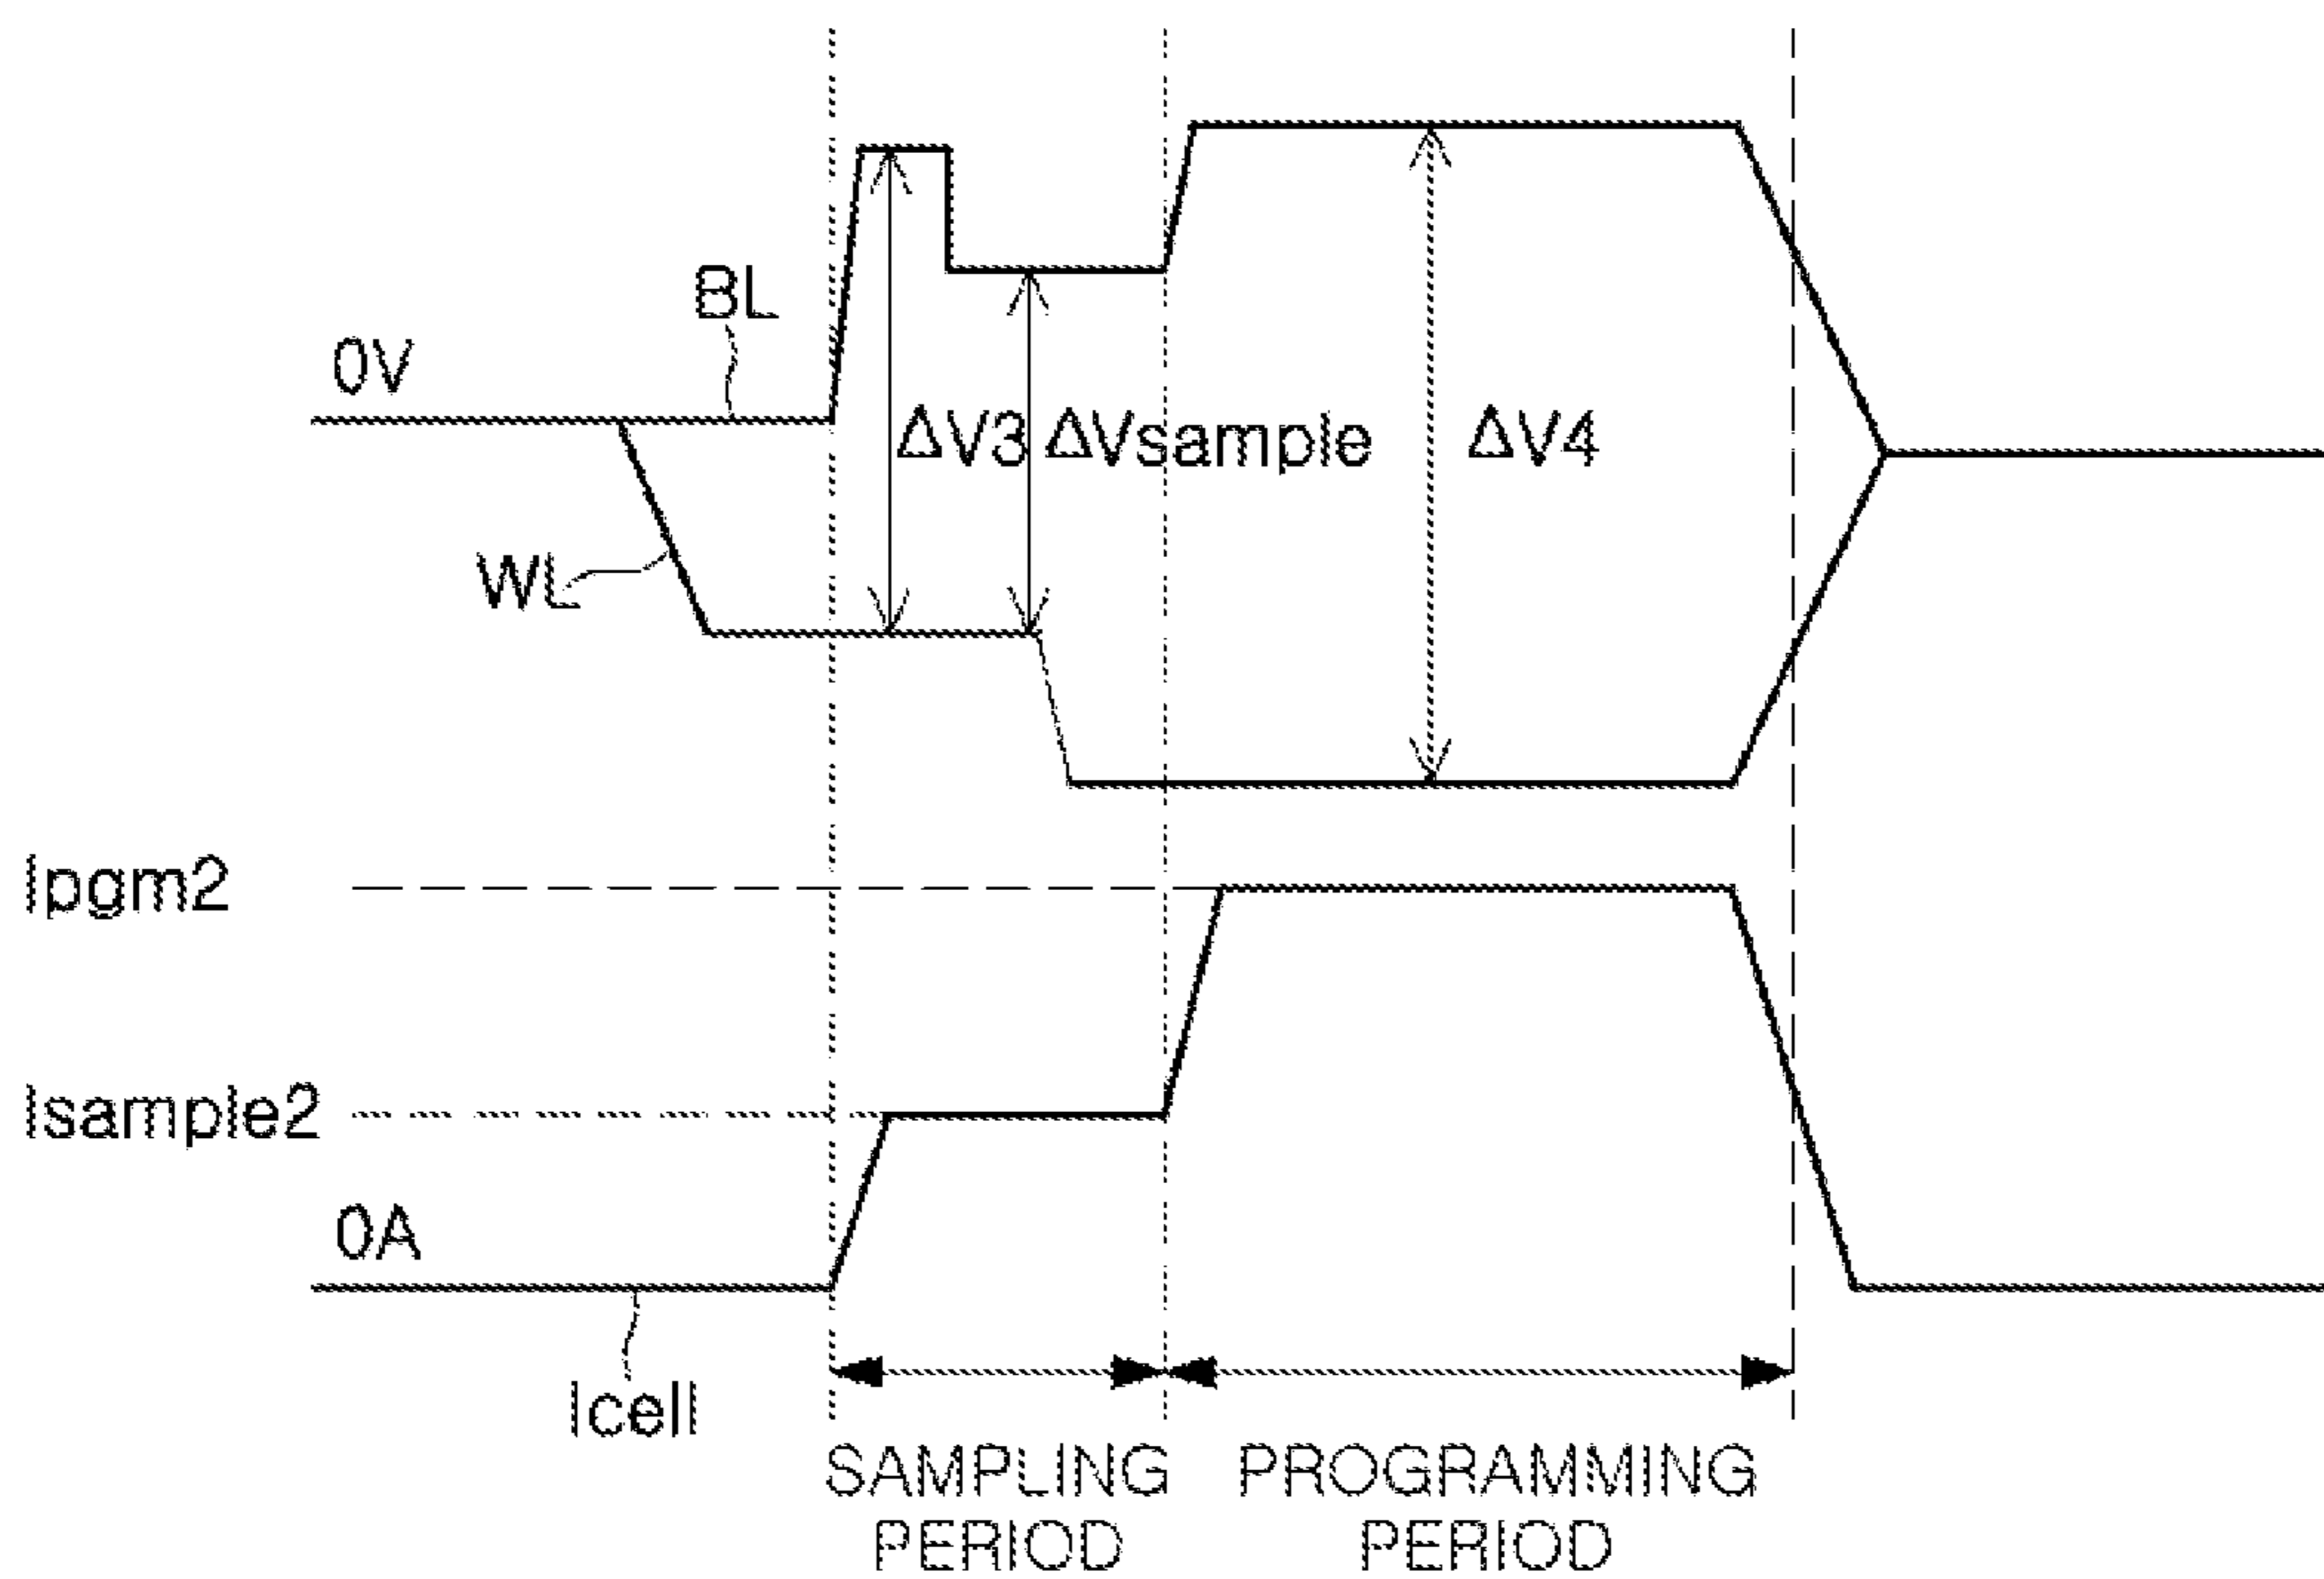 BL
0V
ΔV3
ΔVsample
ΔV4
WL
Ipgm2
Isample2
0A
Icell
SAMPLING
PERIOD
PROGRAMMING
PERIOD